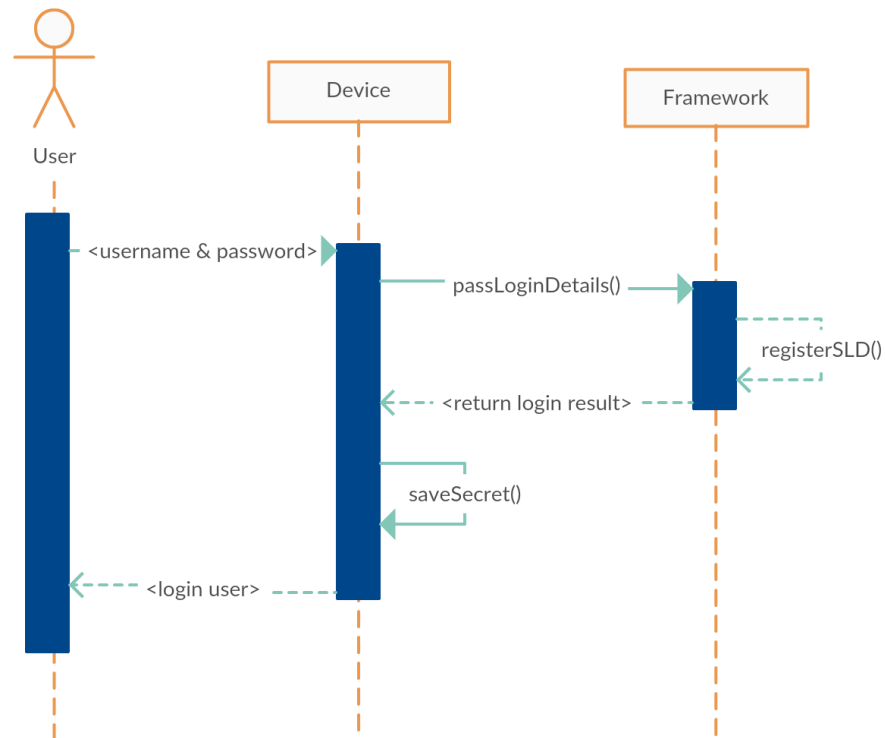 Device
Framework
User
<username & password>
passLoginDetails()
registerSLD()
<return login result>
saveSecret()
<login user>